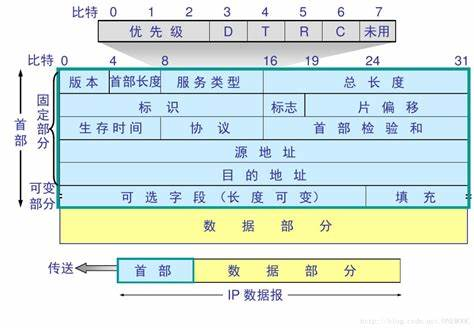 比特 0 1 2 3 4 5 6 7
优先级 D T R C 未用
比特 0 4 8 16 19 24 31
版本 首部长度 服务类型 总长度
标识 标志 片偏移
生存时间 协议 首部检验和
源地址
目的地址
可选字段（长度可变） 填充
数据部分
首部
固定部分
可变部分
传送 首部 数据部分
IP 数据报